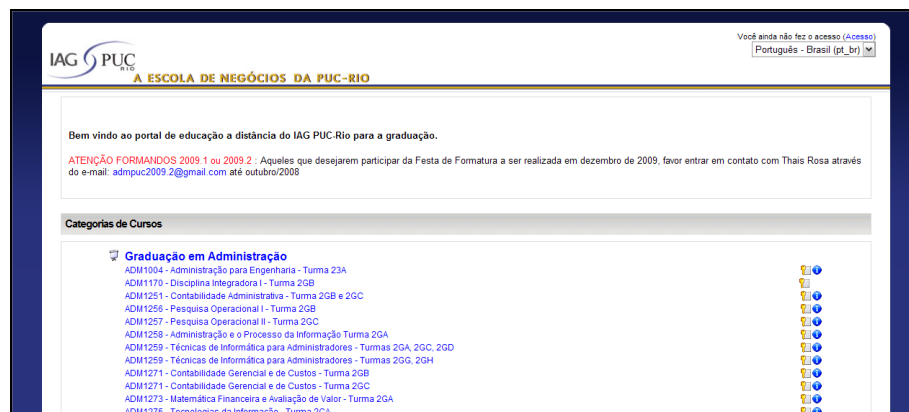 Você ainda não fez o acesso (Acesso)
Português - Brasil (pt_br)
IAG PUC
RIO
A ESCOLA DE NEGÓCIOS DA PUC-RIO
Bem vindo ao portal de educação a distância do IAG PUC-Rio para a graduação.
ATENÇÃO FORMANDOS 2009.1 ou 2009.2 : Aqueles que desejarem participar da Festa de Formatura a ser realizada em dezembro de 2009, favor entrar em contato com Thais Rosa através
do e-mail: admpuc2009.2@gmail.com até outubro/2008
Categorias de Cursos
Graduação em Administração
ADM1004 - Administração para Engenharia - Turma 23A
ADM1170 - Disciplina Integradora I - Turma 2GB
ADM1251 - Contabilidade Administrativa - Turma 2GB e 2GC
ADM1256 - Pesquisa Operacional I - Turma 2GB
ADM1257 - Pesquisa Operacional II - Turma 2GC
ADM1258 - Administração e o Processo da Informação Turma 2GA
ADM1259 - Técnicas de Informática para Administradores - Turmas 2GA, 2GC, 2GD
ADM1259 - Técnicas de Informática para Administradores - Turmas 2GG, 2GH
ADM1271 - Contabilidade Gerencial e de Custos - Turma 2GB
ADM1271 - Contabilidade Gerencial e de Custos - Turma 2GC
ADM1273 - Matemática Financeira e Avaliação de Valor - Turma 2GA
ADM1275 - Tecnologias da Informação - Turma 2GA